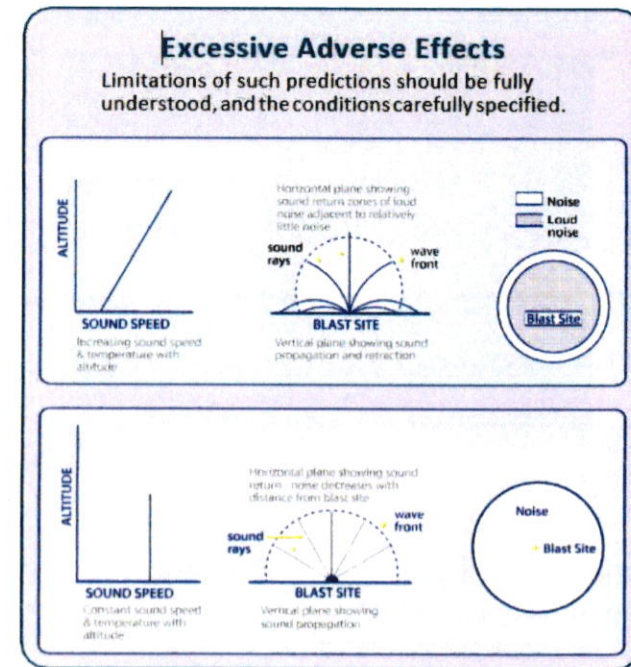 Excessive Adverse Effects
Limitations of such predictions should be fully
understood, and the conditions carefully specified.
ALTITUDE
SOUND SPEED
Increasing sound speed
& temperature with
altitude
Horizontal plane showing
sound return zones of loud
noise adjacent to relatively
little noise
sound
rays
wave
front
BLAST SITE
Vertical plane showing sound
propagation and refraction
Noise
Loud
noise
Blast Site
ALTITUDE
SOUND SPEED
Constant sound speed
& temperature with
altitude
Horizontal plane showing sound
return noise decreases with
distance from blast site
sound
rays
wave
front
BLAST SITE
Vertical plane showing
sound propagation
Noise
Blast Site